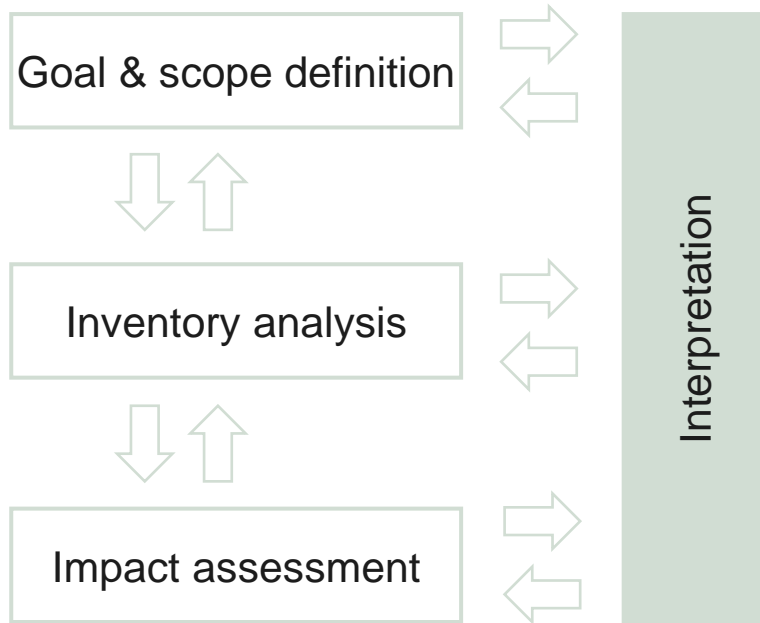 Goal & scope definition
Inventory analysis
Impact assessment
Interpretation